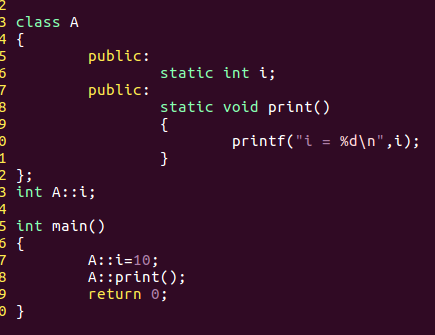 2
3 class A
4 {
5         public:
6                 static int i;
7         public:
8                 static void print()
9                 {
0                         printf("i = %d\n",i);
1                 }
2 };
3 int A::i;
4
5 int main()
6 {
7         A::i=10;
8         A::print();
9         return 0;
0 }